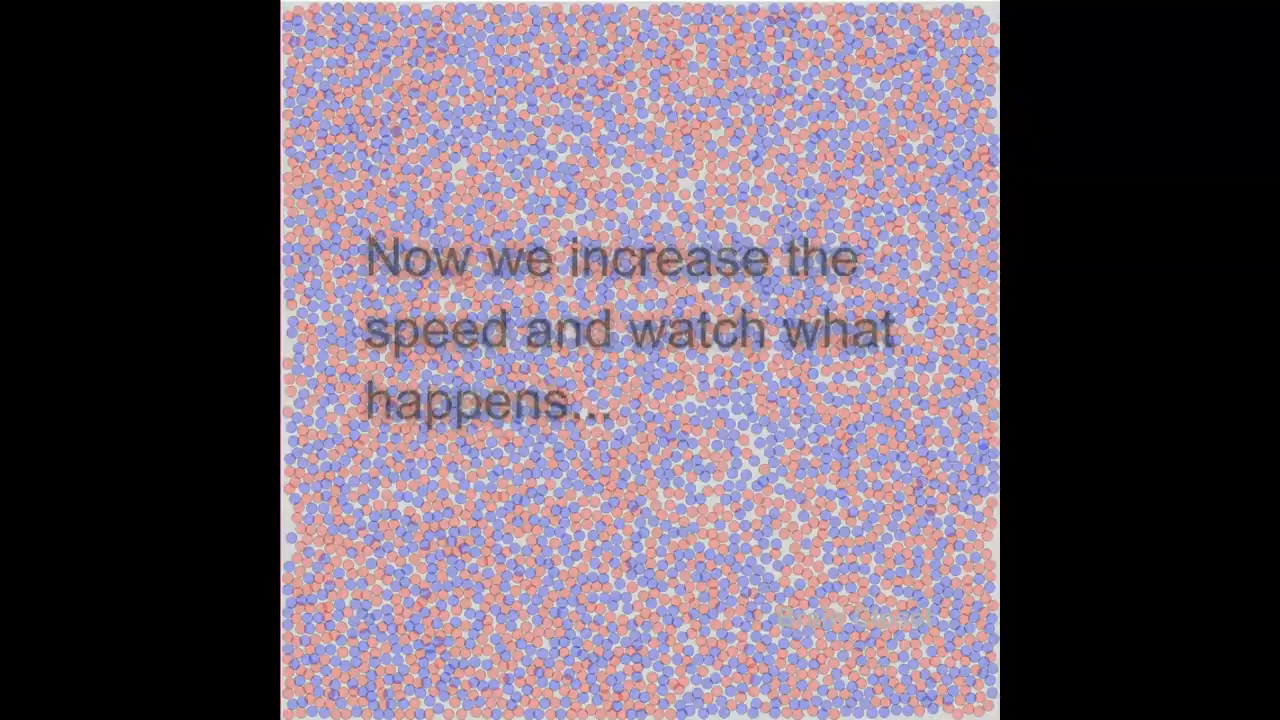 Now we increase the
speed and watch what
happens...